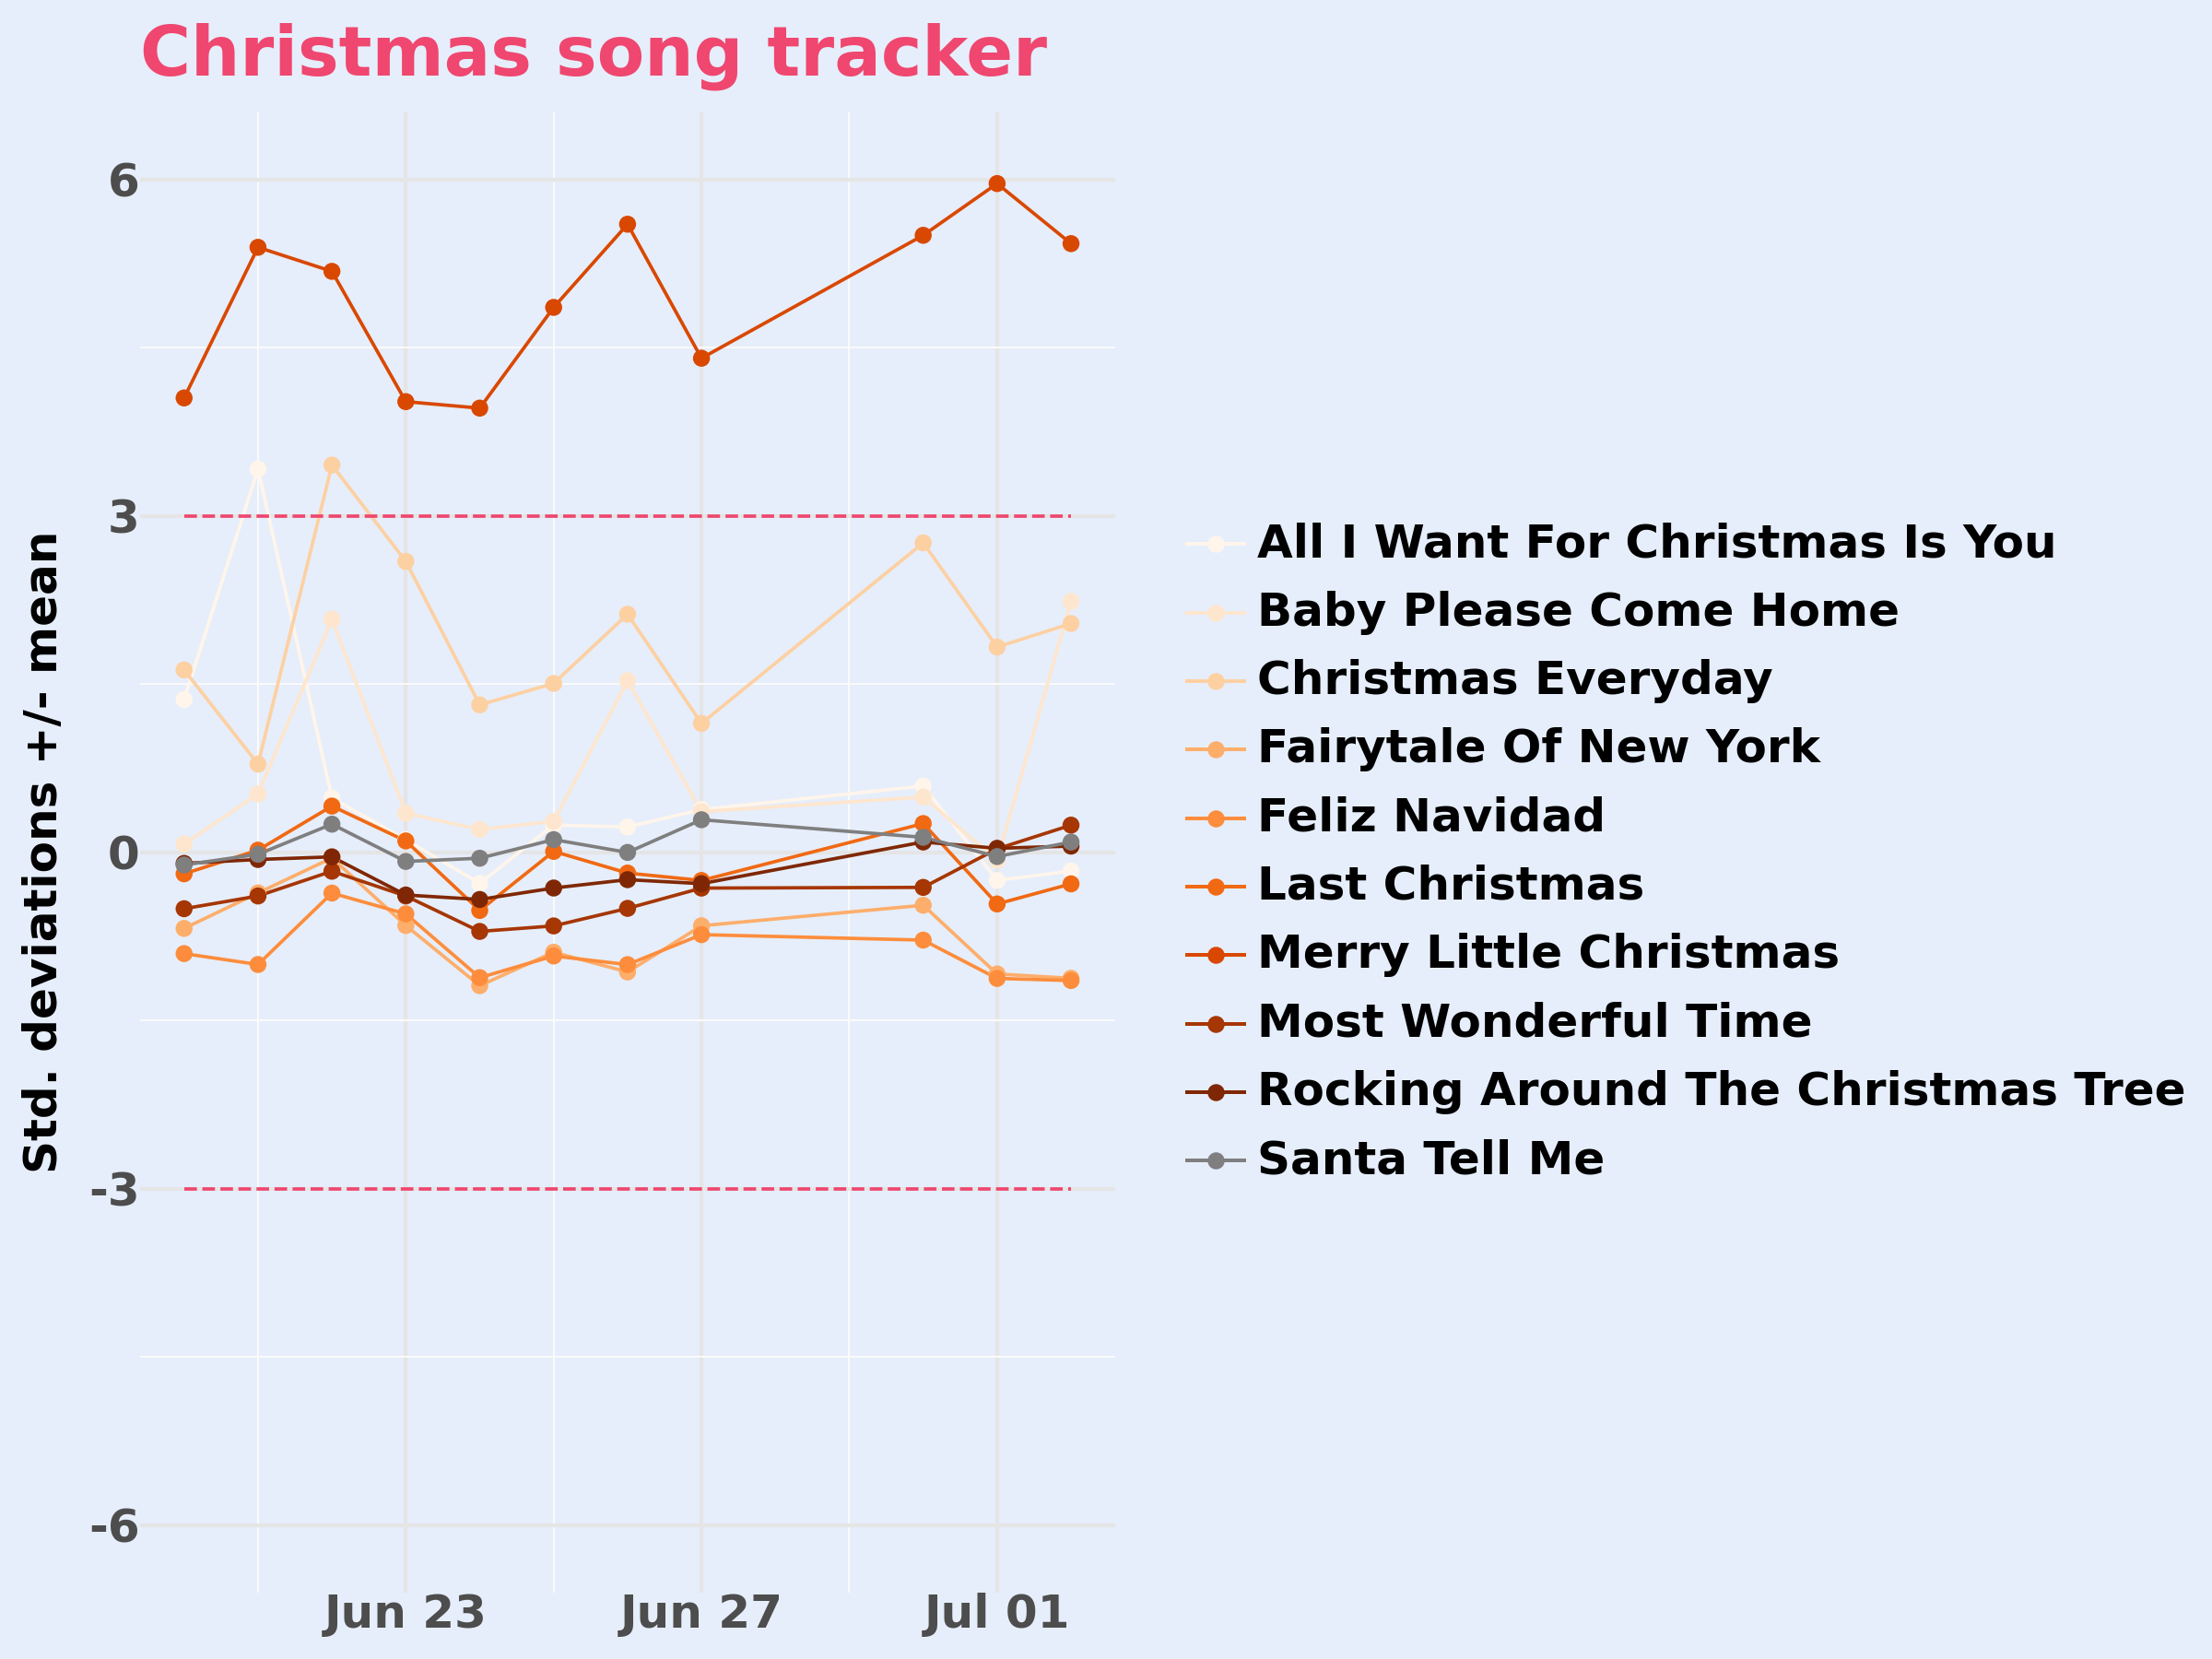 Christmas song tracker
Std. deviations +/- mean
6
3
0
-3
-6
Jun 23
Jun 27
Jul 01
All I Want For Christmas Is You
Baby Please Come Home
Christmas Everyday
Fairytale Of New York
Feliz Navidad
Last Christmas
Merry Little Christmas
Most Wonderful Time
Rocking Around The Christmas Tree
Santa Tell Me